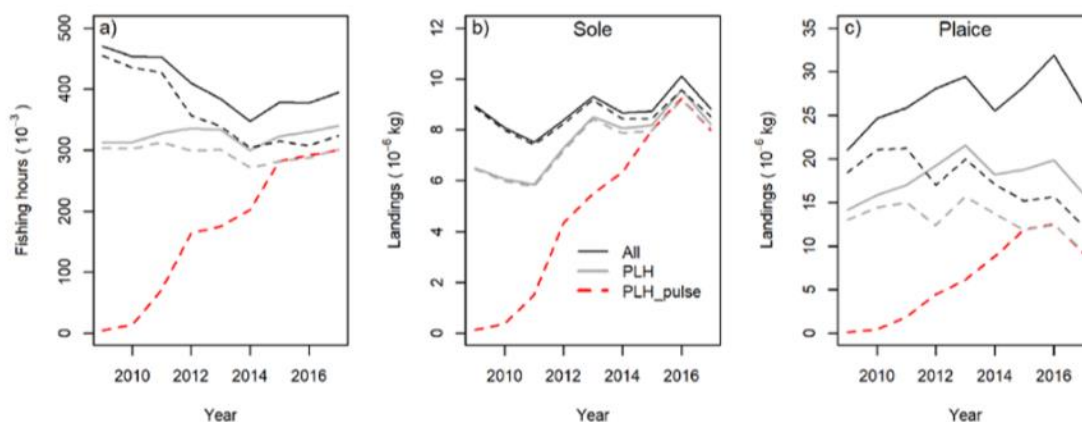 a)
Fishing hours ( 10⁻³ )
500
400
300
200
100
0
2010 2012 2014 2016
Year
b) Sole
Landings ( 10⁻⁶ kg)
12
10
8
6
4
2
0
All
PLH
PLH_pulse
2010 2012 2014 2016
Year
c) Plaice
Landings ( 10⁻⁶ kg)
35
30
25
20
15
10
5
0
2010 2012 2014 2016
Year